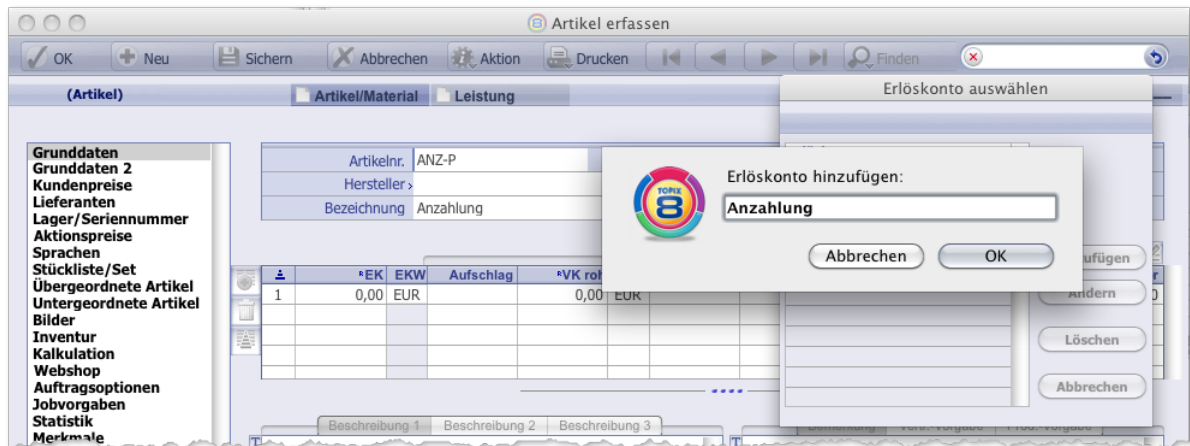 Artikel erfassen
OK Neu Sichern Abbrechen Aktion Drucken Finden
(Artikel) Artikel/Material Leistung
Erlöskonto auswählen
Grunddaten
Grunddaten 2
Kundenpreise
Lieferanten
Lager/Seriennummer
Aktionspreise
Sprachen
Stückliste/Set
Übergeordnete Artikel
Untergeordnete Artikel
Bilder
Inventur
Kalkulation
Webshop
Auftragsoptionen
Jobvorgaben
Statistik
Merkmale
Artikelnr. ANZ-P
Hersteller
Bezeichnung Anzahlung
EK EKW Aufschlag VK roh
1 0,00 EUR 0,00 EUR
Beschreibung 1 Beschreibung 2 Beschreibung 3
TOPIX
8
Erlöskonto hinzufügen:
Anzahlung
Abbrechen OK
Ändern
Löschen
Abbrechen